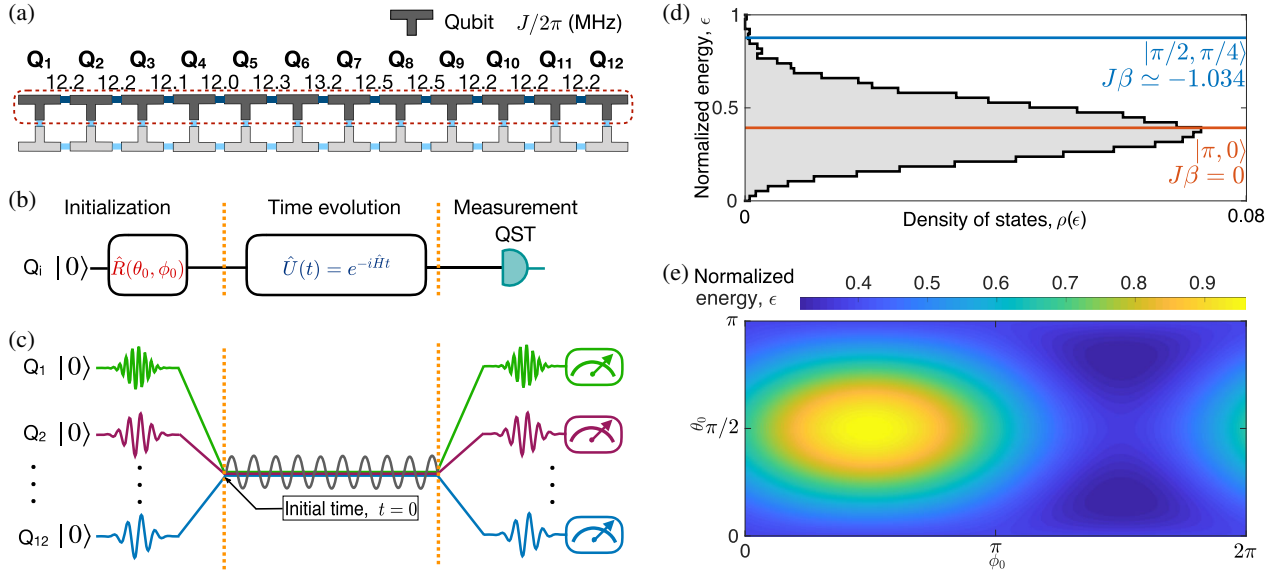 (a)
Qubit J/2π (MHz)
Q1 Q2 Q3 Q4 Q5 Q6 Q7 Q8 Q9 Q10 Q11 Q12
12.2 12.2 12.1 12.0 12.3 13.2 12.5 12.5 12.2 12.2 12.2
(b)
Initialization Time evolution Measurement
QST
Qi |0⟩ R̂(θ0, ϕ0) Û(t) = e^{-iĤt}
(c)
Q1 |0⟩
Q2 |0⟩
Initial time, t = 0
Q12 |0⟩
(d)
Normalized energy, ϵ
1
0.5
0
|π/2, π/4⟩
Jβ ≃ −1.034
|π, 0⟩
Jβ = 0
0 0.08
Density of states, ρ(ϵ)
(e)
Normalized
energy, ϵ
0.4 0.5 0.6 0.7 0.8 0.9
π
θ0
π/2
0
0 π 2π
ϕ0